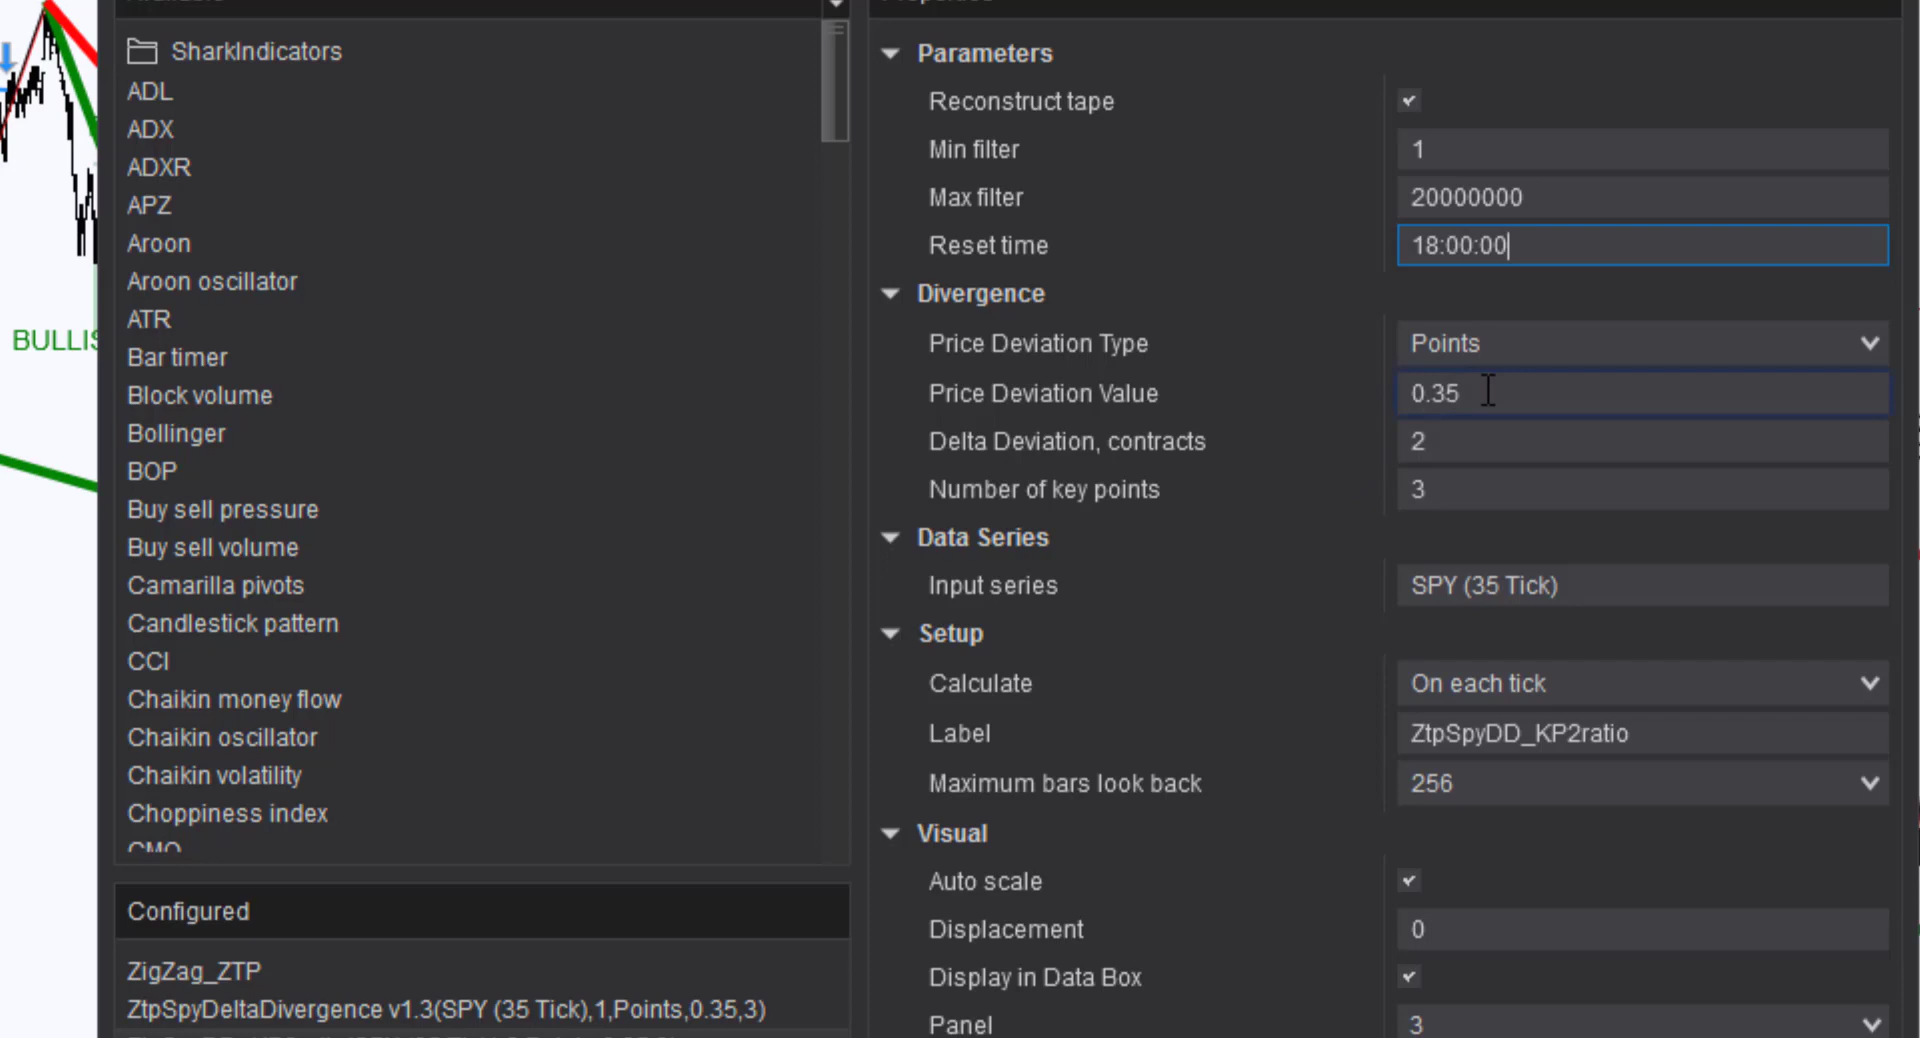 SharkIndicators
ADL
ADX
ADXR
APZ
Aroon
Aroon oscillator
ATR
Bar timer
Block volume
Bollinger
BOP
Buy sell pressure
Buy sell volume
Camarilla pivots
Candlestick pattern
CCI
Chaikin money flow
Chaikin oscillator
Chaikin volatility
Choppiness index
CMO
Configured
ZigZag_ZTP
ZtpSpyDeltaDivergence v1.3(SPY (35 Tick),1,Points,0.35,3)
Properties
Parameters
Reconstruct tape
Min filter 1
Max filter 20000000
Reset time 18:00:00
Divergence
Price Deviation Type Points
Price Deviation Value 0.35
Delta Deviation, contracts 2
Number of key points 3
Data Series
Input series SPY (35 Tick)
Setup
Calculate On each tick
Label ZtpSpyDD_KP2ratio
Maximum bars look back 256
Visual
Auto scale
Displacement 0
Display in Data Box
Panel 3
BULLIS